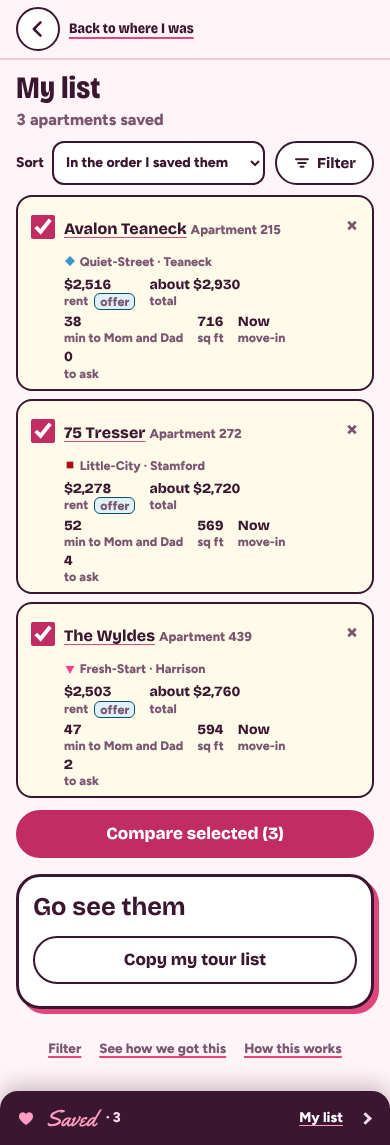 Back to where I was
My list
3 apartments saved
Sort In the order I saved them Filter
Avalon Teaneck Apartment 215 ×
Quiet-Street · Teaneck
$2,516 about $2,930
rent offer total
38 716 Now
min to Mom and Dad sq ft move-in
0
to ask
75 Tresser Apartment 272 ×
Little-City · Stamford
$2,278 about $2,720
rent offer total
52 569 Now
min to Mom and Dad sq ft move-in
4
to ask
The Wyldes Apartment 439 ×
Fresh-Start · Harrison
$2,503 about $2,760
rent offer total
47 594 Now
min to Mom and Dad sq ft move-in
2
to ask
Compare selected (3)
Go see them
Copy my tour list
Filter See how we got this How this works
Saved · 3 My list